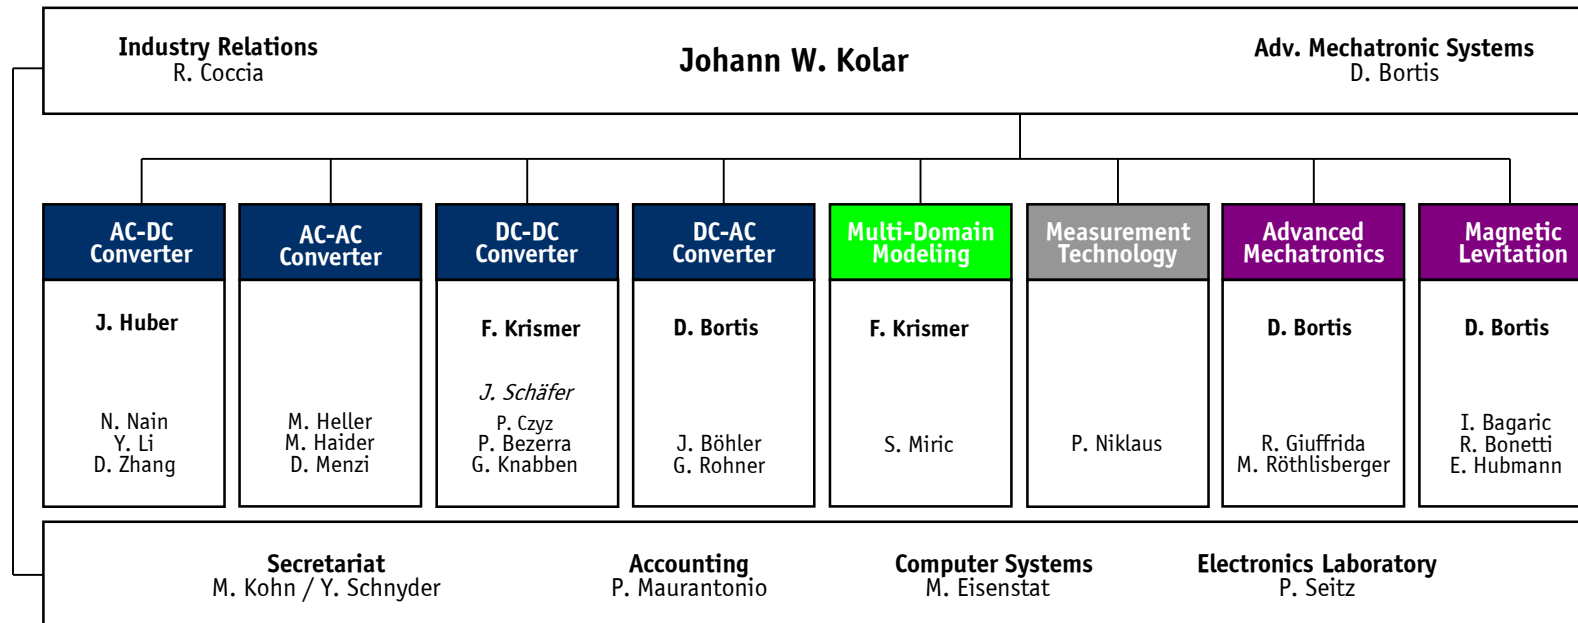 Industry Relations
R. Coccia
Johann W. Kolar
Adv. Mechatronic Systems
D. Bortis
AC-DC
Converter
J. Huber
N. Nain
Y. Li
D. Zhang
AC-AC
Converter
M. Heller
M. Haider
D. Menzi
DC-DC
Converter
F. Krismer
J. Schäfer
P. Czyz
P. Bezerra
G. Knabben
DC-AC
Converter
D. Bortis
J. Böhler
G. Rohner
Multi-Domain
Modeling
F. Krismer
S. Miric
Measurement
Technology
P. Niklaus
Advanced
Mechatronics
D. Bortis
R. Giuffrida
M. Röthlisberger
Magnetic
Levitation
D. Bortis
I. Bagaric
R. Bonetti
E. Hubmann
Secretariat
M. Kohn / Y. Schnyder
Accounting
P. Maurantonio
Computer Systems
M. Eisenstat
Electronics Laboratory
P. Seitz